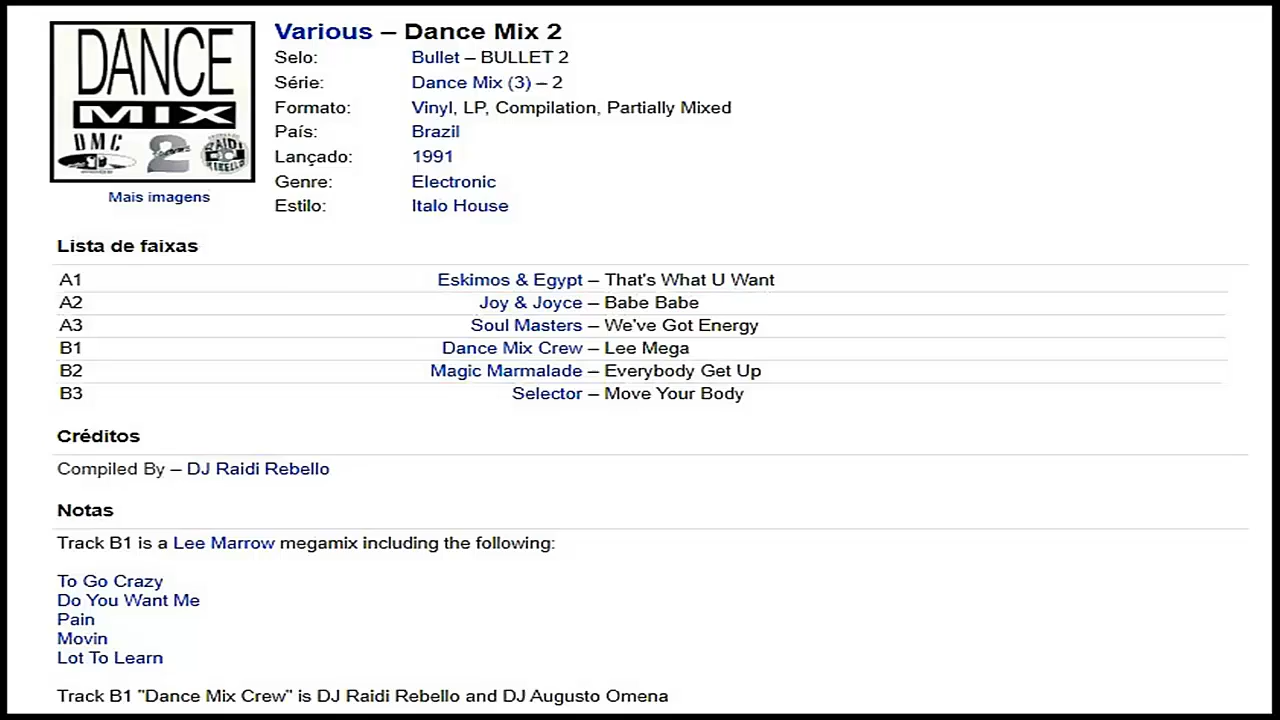 DANCE
MIX
DMC
2
RAIDI
REBELLO
Mais imagens
Various – Dance Mix 2
Selo: Bullet – BULLET 2
Série: Dance Mix (3) – 2
Formato: Vinyl, LP, Compilation, Partially Mixed
País: Brazil
Lançado: 1991
Genre: Electronic
Estilo: Italo House
Lista de faixas
A1 Eskimos & Egypt – That's What U Want
A2 Joy & Joyce – Babe Babe
A3 Soul Masters – We've Got Energy
B1 Dance Mix Crew – Lee Mega
B2 Magic Marmalade – Everybody Get Up
B3 Selector – Move Your Body
Créditos
Compiled By – DJ Raidi Rebello
Notas
Track B1 is a Lee Marrow megamix including the following:
To Go Crazy
Do You Want Me
Pain
Movin
Lot To Learn
Track B1 "Dance Mix Crew" is DJ Raidi Rebello and DJ Augusto Omena